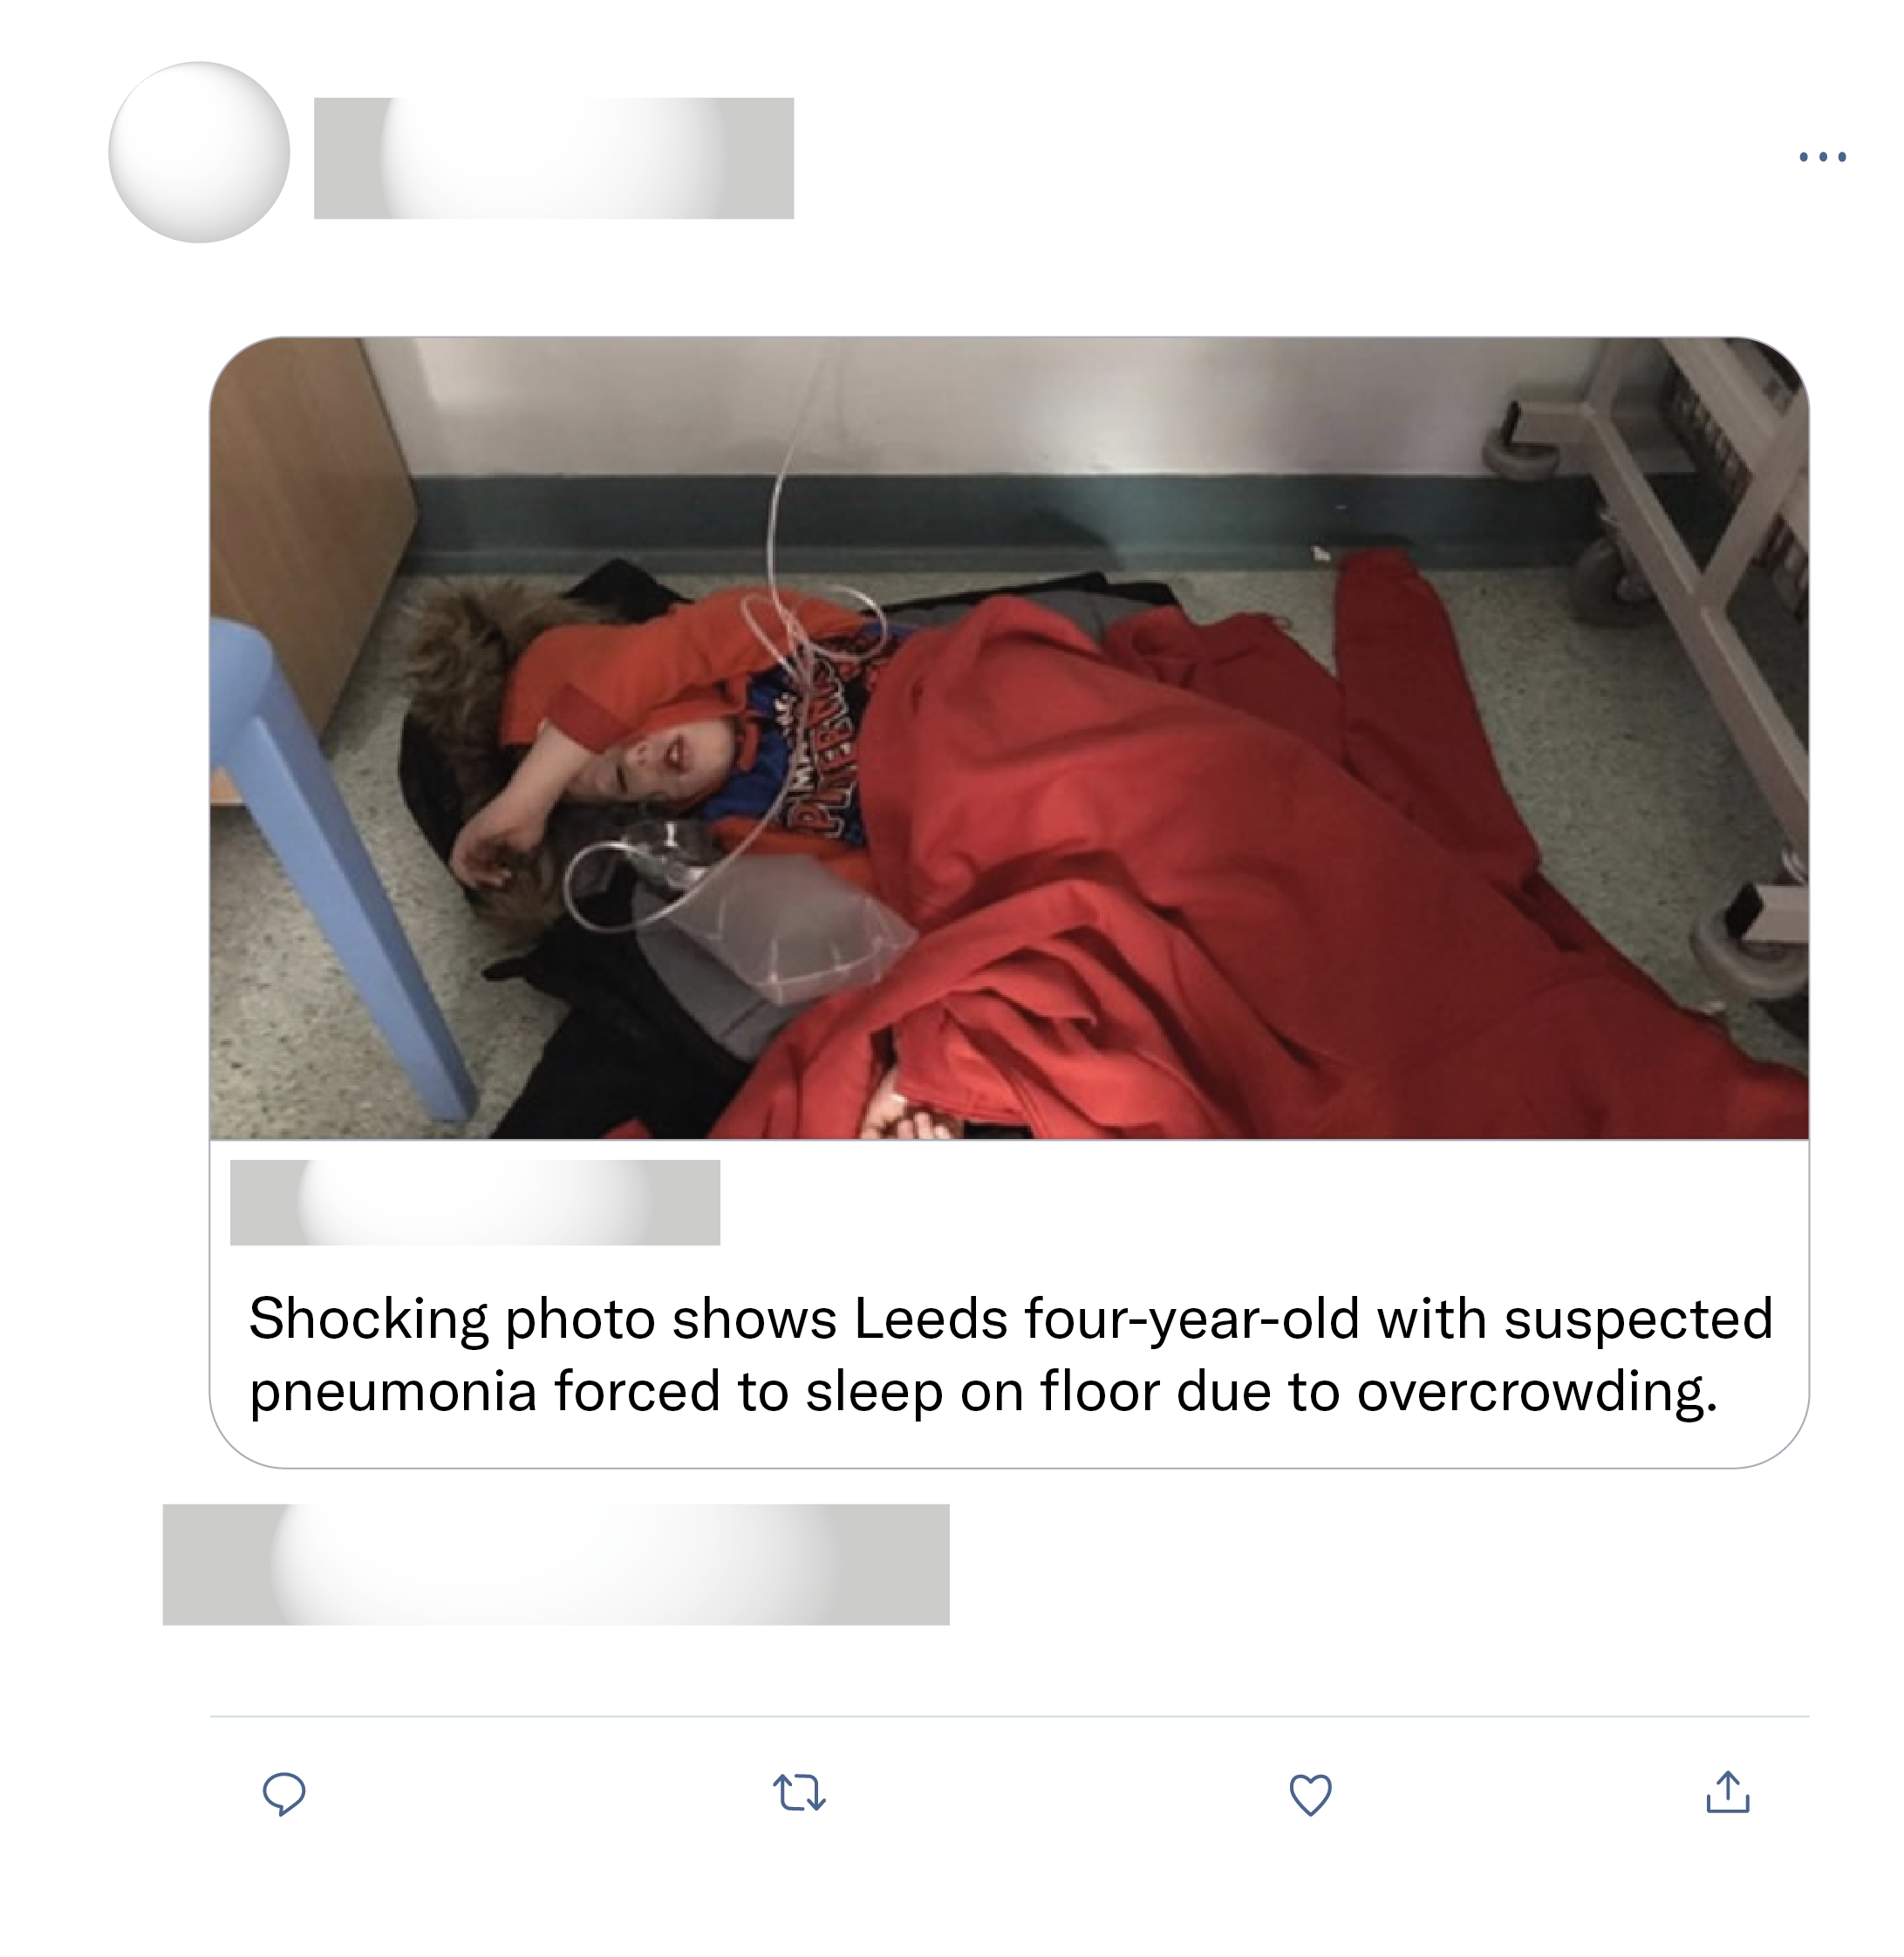 Shocking photo shows Leeds four-year-old with suspected
pneumonia forced to sleep on floor due to overcrowding.